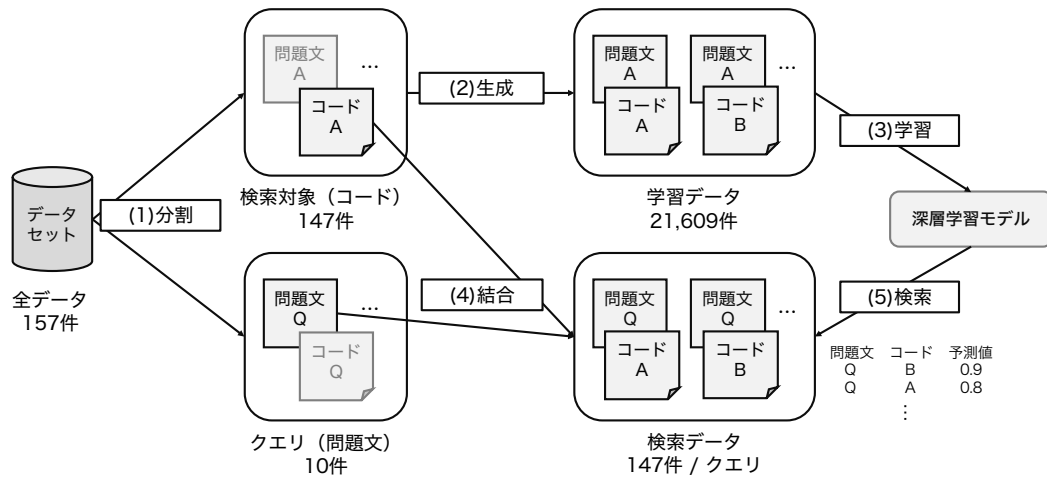 問題文
A
…
コード
A
検索対象（コード）
147件
(2)生成
問題文
A
コード
A
問題文
A
コード
B
…
学習データ
21,609件
(3)学習
深層学習モデル
データ
セット
全データ
157件
(1)分割
問題文
Q
…
コード
Q
クエリ（問題文）
10件
(4)結合
問題文
Q
コード
A
問題文
Q
コード
B
…
検索データ
147件 / クエリ
(5)検索
問題文 コード 予測値
Q B 0.9
Q A 0.8
…